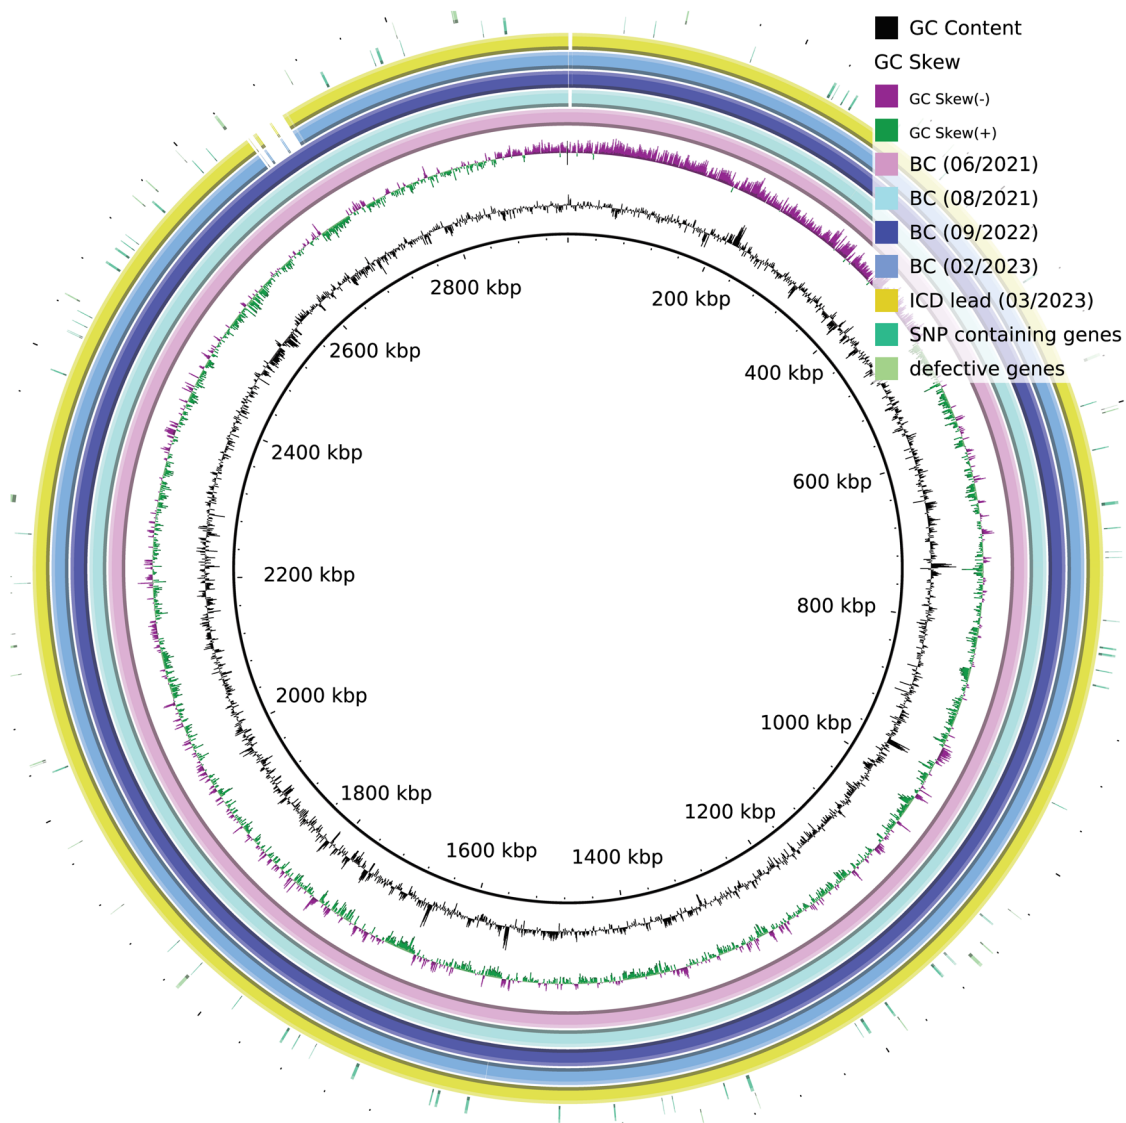 GC Content
GC Skew
GC Skew(-)
GC Skew(+)
BC (06/2021)
BC (08/2021)
BC (09/2022)
BC (02/2023)
ICD lead (03/2023)
SNP containing genes
defective genes
200 kbp
400 kbp
600 kbp
800 kbp
1000 kbp
1200 kbp
1400 kbp
1600 kbp
1800 kbp
2000 kbp
2200 kbp
2400 kbp
2600 kbp
2800 kbp